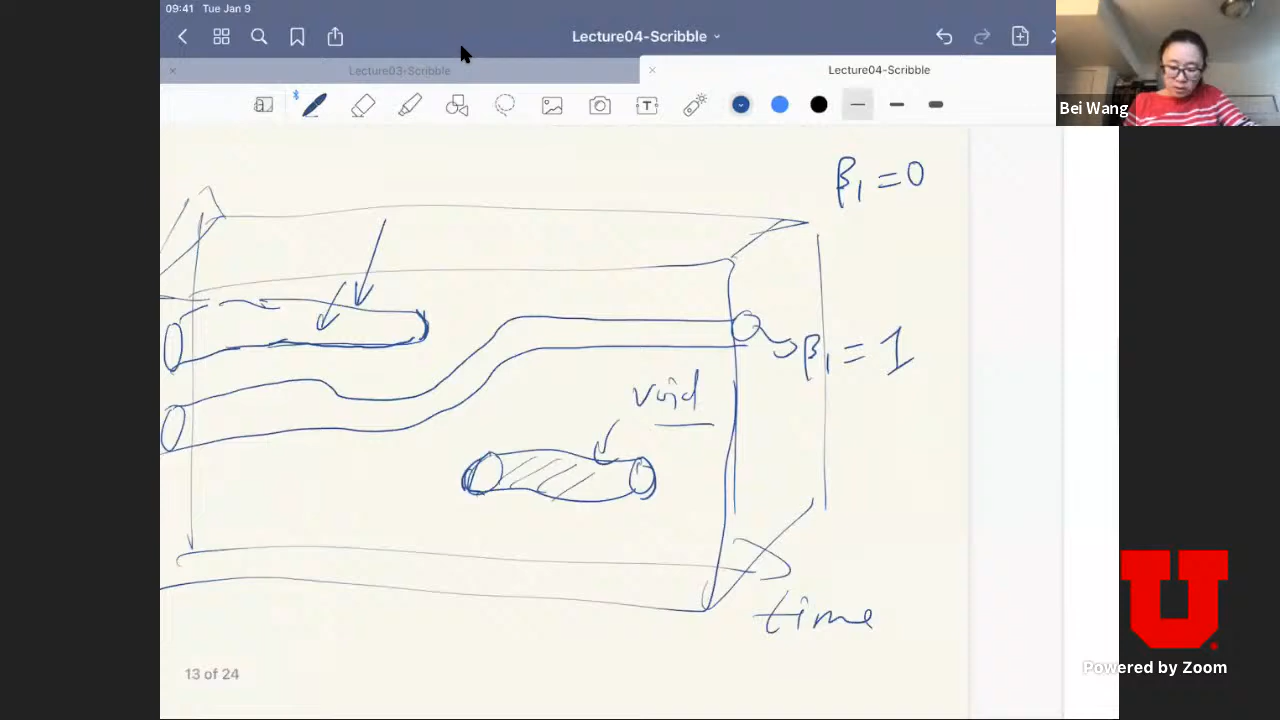 09:41 Tue Jan 9
Lecture04-Scribble
Lecture03-Scribble
Lecture04-Scribble
T
Bei Wang
β₁ = 0
β₁ = 1
void
time
13 of 24
U
Powered by Zoom